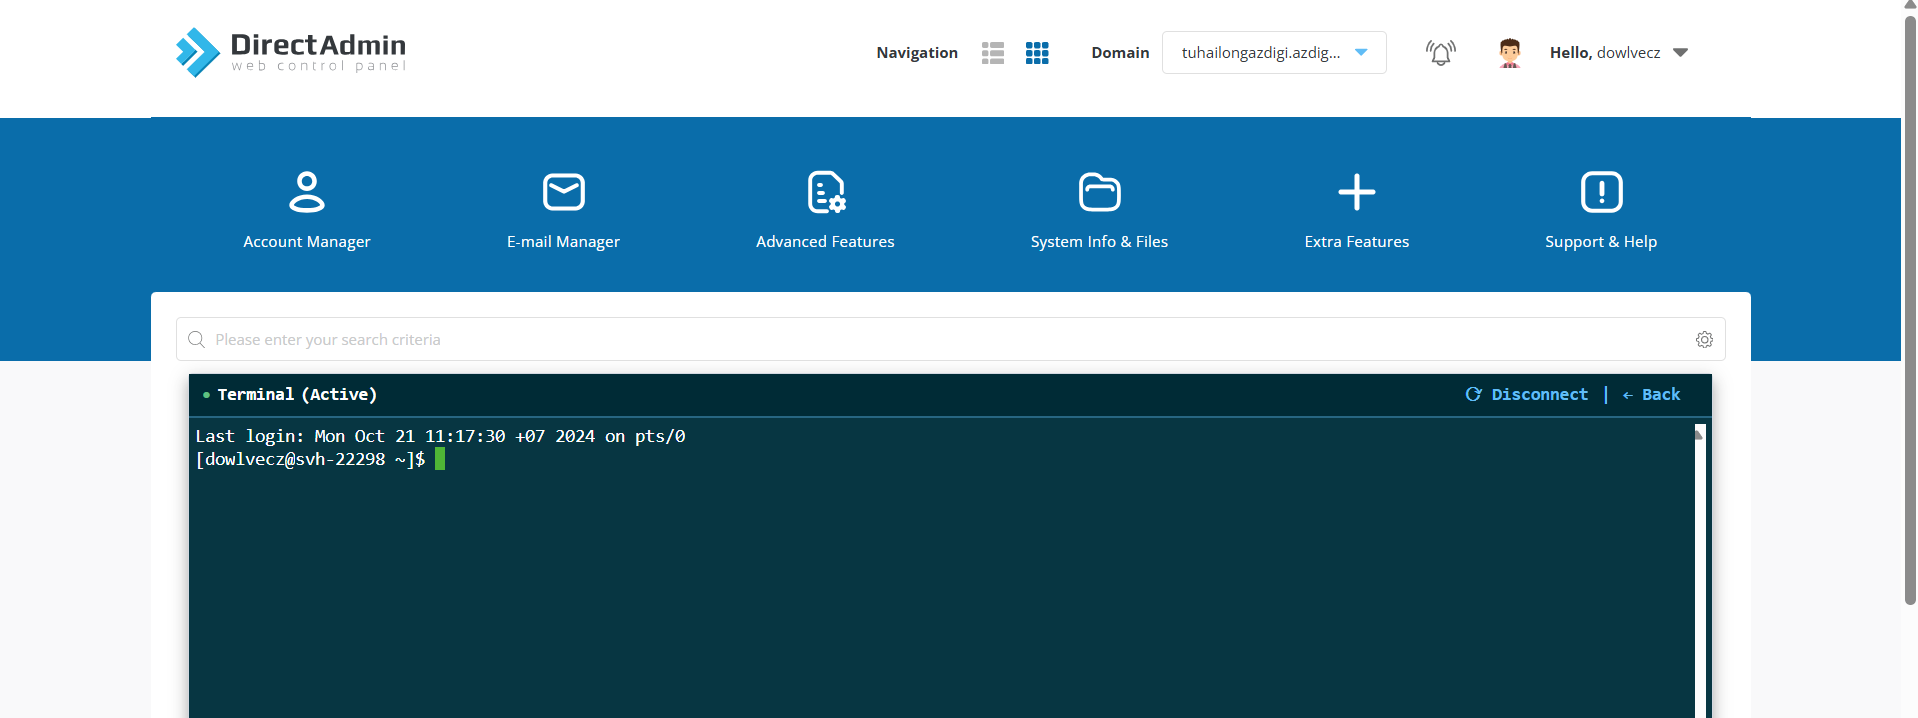 DirectAdmin
web control panel
Navigation
Domain
tuhailongazdigi.azdig...
Hello, dowlvecz
Account Manager
E-mail Manager
Advanced Features
System Info & Files
Extra Features
Support & Help
Please enter your search criteria
Terminal (Active)
Disconnect | ← Back
Last login: Mon Oct 21 11:17:30 +07 2024 on pts/0
[dowlvecz@svh-22298 ~]$